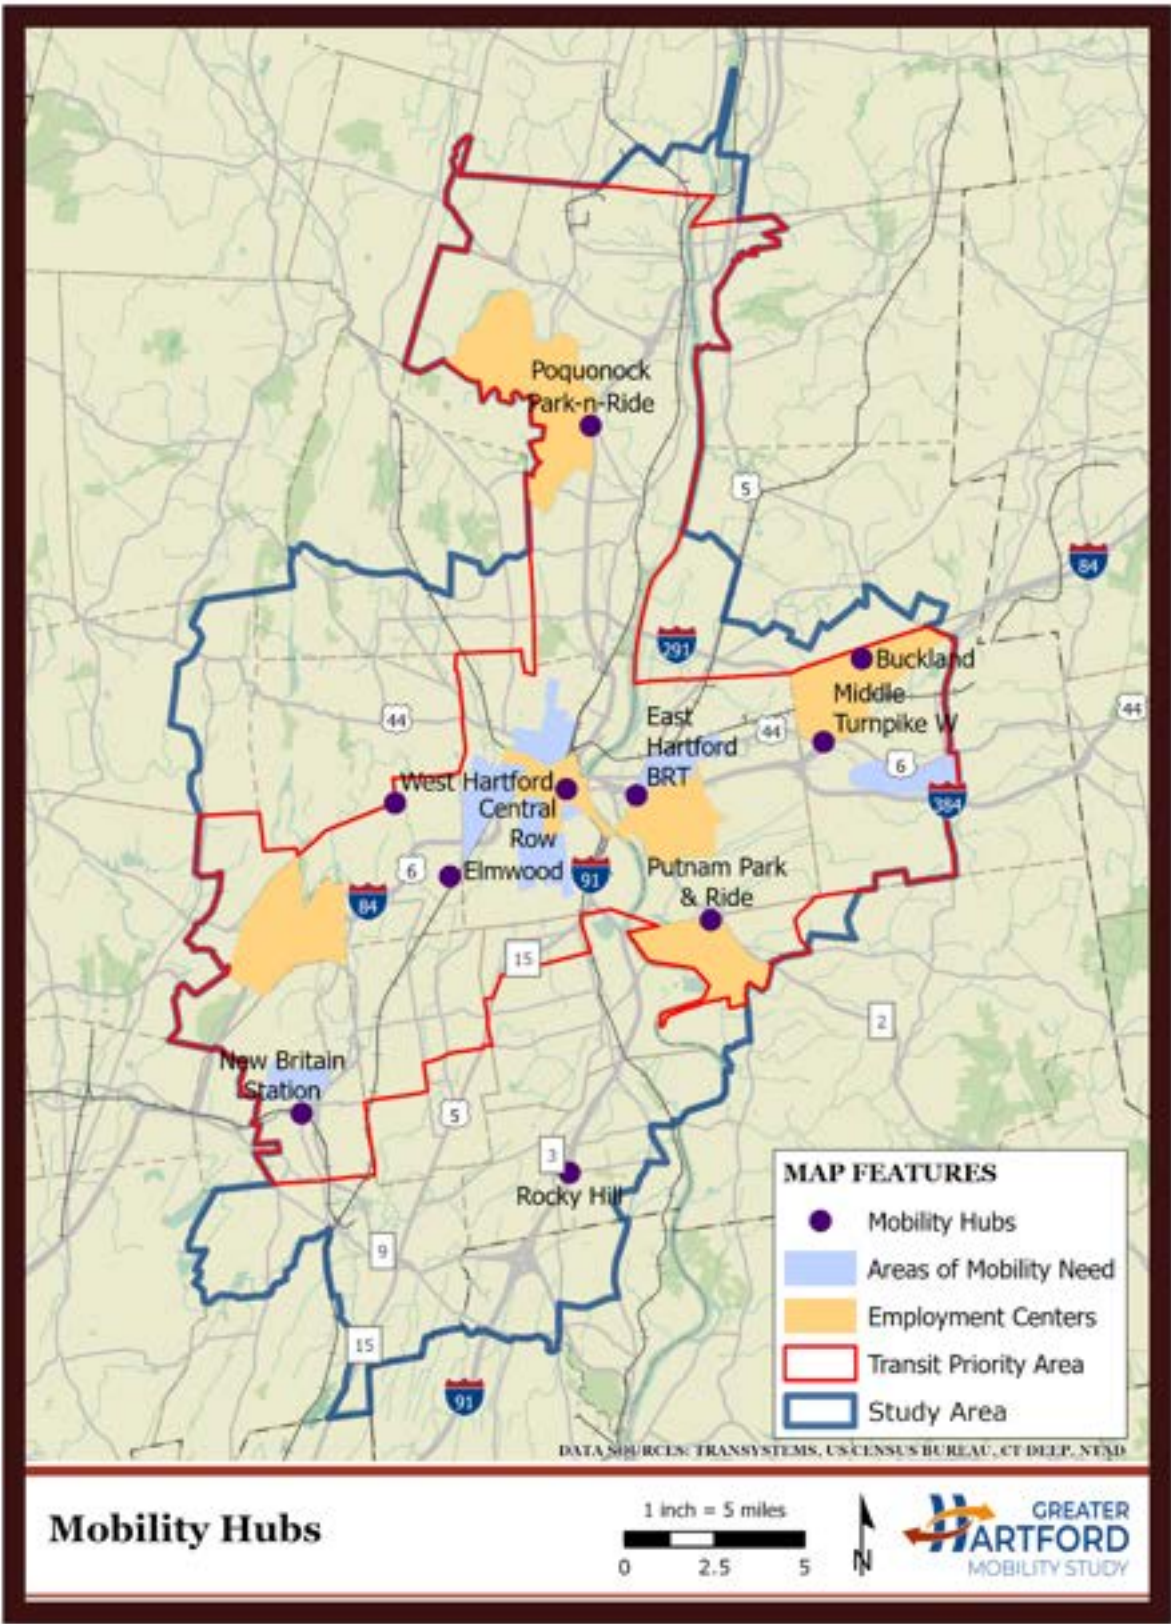 Poquonock
Park-n-Ride
5
84
291
Buckland
Middle
Turnpike W
44
East
Hartford
BRT
44
44
6
West Hartford
Central
Row
384
6
Elmwood
91
Putnam Park
& Ride
84
15
2
New Britain
Station
5
3
Rocky Hill
9
15
91
MAP FEATURES
Mobility Hubs
Areas of Mobility Need
Employment Centers
Transit Priority Area
Study Area
DATA SOURCES: TRANSYSTEMS, US CENSUS BUREAU, CT DEEP, NTAD
Mobility Hubs
1 inch = 5 miles
0 2.5 5
N
GREATER
HARTFORD
MOBILITY STUDY